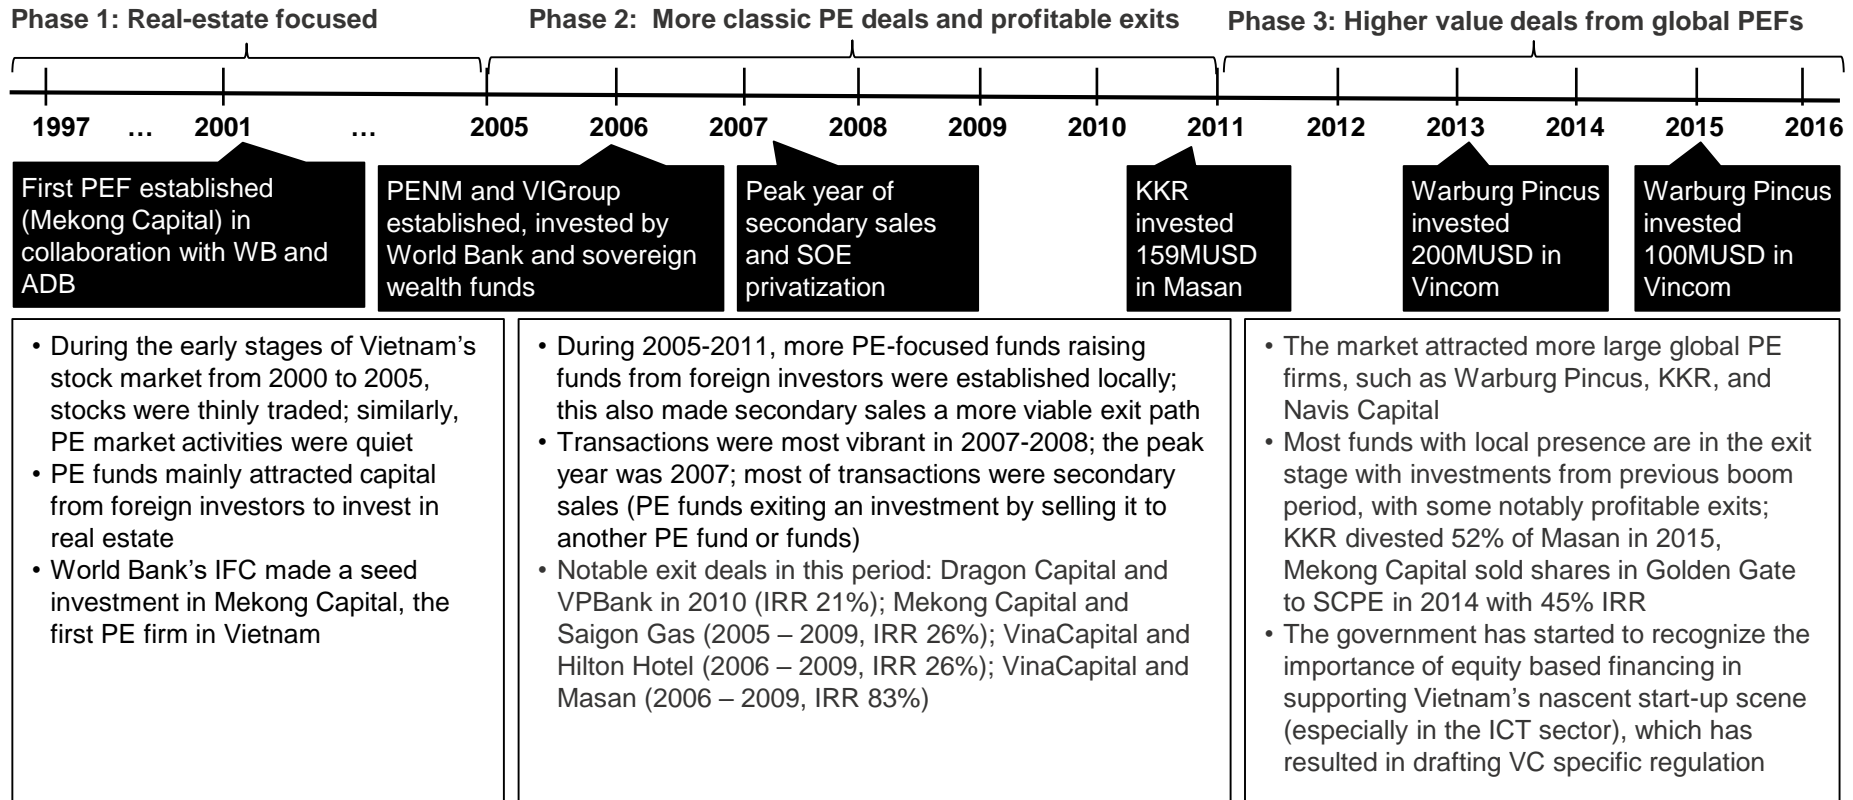 Phase 1: Real-estate focused
Phase 2: More classic PE deals and profitable exits
Phase 3: Higher value deals from global PEFs
1997 … 2001 … 2005 2006 2007 2008 2009 2010 2011 2012 2013 2014 2015 2016
First PEF established
(Mekong Capital) in
collaboration with WB and
ADB
PENM and VIGroup
established, invested by
World Bank and sovereign
wealth funds
Peak year of
secondary sales
and SOE
privatization
KKR
invested
159MUSD
in Masan
Warburg Pincus
invested
200MUSD in
Vincom
Warburg Pincus
invested
100MUSD in
Vincom
• During the early stages of Vietnam's
stock market from 2000 to 2005,
stocks were thinly traded; similarly,
PE market activities were quiet
• PE funds mainly attracted capital
from foreign investors to invest in
real estate
• World Bank's IFC made a seed
investment in Mekong Capital, the
first PE firm in Vietnam
• During 2005-2011, more PE-focused funds raising
funds from foreign investors were established locally;
this also made secondary sales a more viable exit path
• Transactions were most vibrant in 2007-2008; the peak
year was 2007; most of transactions were secondary
sales (PE funds exiting an investment by selling it to
another PE fund or funds)
• Notable exit deals in this period: Dragon Capital and
VPBank in 2010 (IRR 21%); Mekong Capital and
Saigon Gas (2005 – 2009, IRR 26%); VinaCapital and
Hilton Hotel (2006 – 2009, IRR 26%); VinaCapital and
Masan (2006 – 2009, IRR 83%)
• The market attracted more large global PE
firms, such as Warburg Pincus, KKR, and
Navis Capital
• Most funds with local presence are in the exit
stage with investments from previous boom
period, with some notably profitable exits;
KKR divested 52% of Masan in 2015,
Mekong Capital sold shares in Golden Gate
to SCPE in 2014 with 45% IRR
• The government has started to recognize the
importance of equity based financing in
supporting Vietnam's nascent start-up scene
(especially in the ICT sector), which has
resulted in drafting VC specific regulation